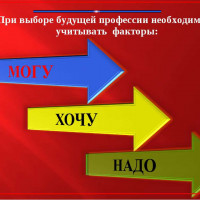 При выборе будущей профессии необходим
учитывать факторы:
МОГУ
ХОЧУ
НАДО